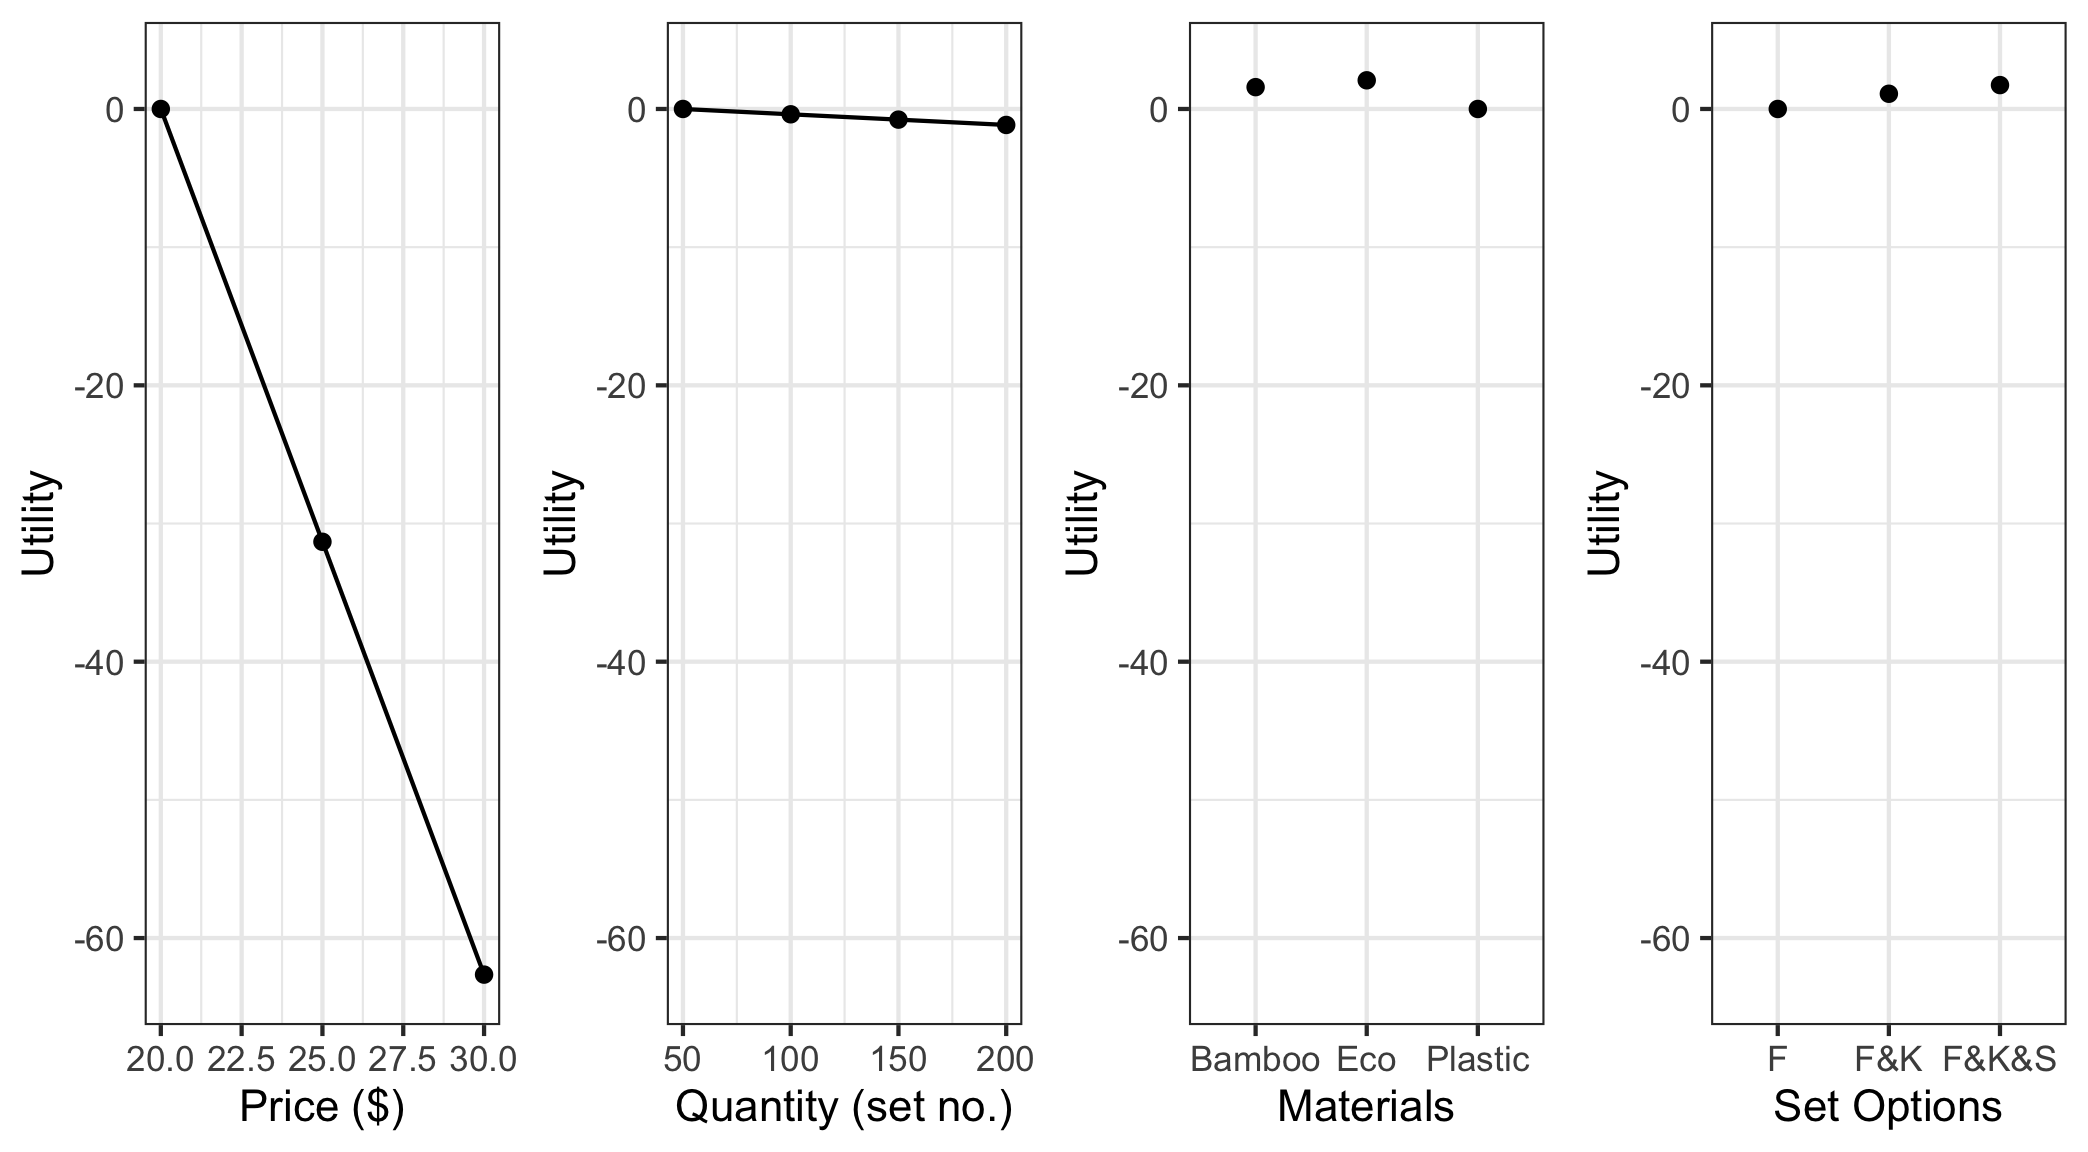 Utility
0
-20
-40
-60
20.0 22.5 25.0 27.5 30.0
Price ($)
Utility
0
-20
-40
-60
50 100 150 200
Quantity (set no.)
Utility
0
-20
-40
-60
Bamboo Eco Plastic
Materials
Utility
0
-20
-40
-60
F F&K F&K&S
Set Options